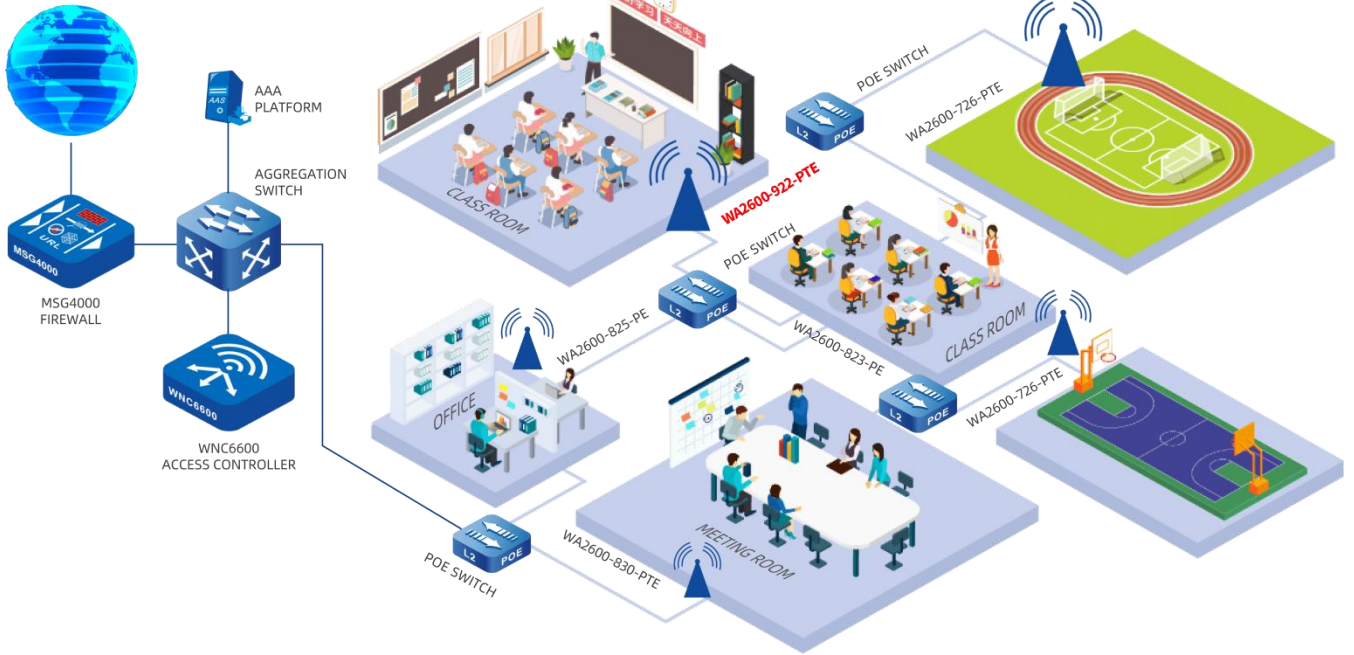 学习
天天向上
AAS
AAA
PLATFORM
AGGREGATION
SWITCH
URL
MSG4000
MSG4000
FIREWALL
WNC6600
WNC6600
ACCESS CONTROLLER
CLASS ROOM
POE SWITCH
L2 POE
WA2600-726-PTE
WA2600-922-PTE
POE SWITCH
L2 POE
CLASS ROOM
WA2600-825-PE
WA2600-823-PE
OFFICE
L2 POE
WA2600-726-PTE
MEETING ROOM
L2 POE
POE SWITCH
WA2600-830-PTE